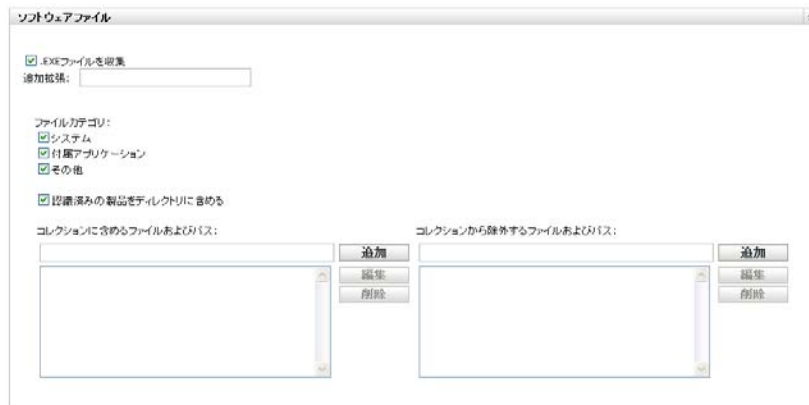 ソフトウェアファイル
.EXEファイルを収集
追加拡張:
ファイルカテゴリ:
システム
付属アプリケーション
その他
認識済みの製品をディレクトリに含める
コレクションに含めるファイルおよびパス:
コレクションから除外するファイルおよびパス:
追加
追加
編集
編集
削除
削除